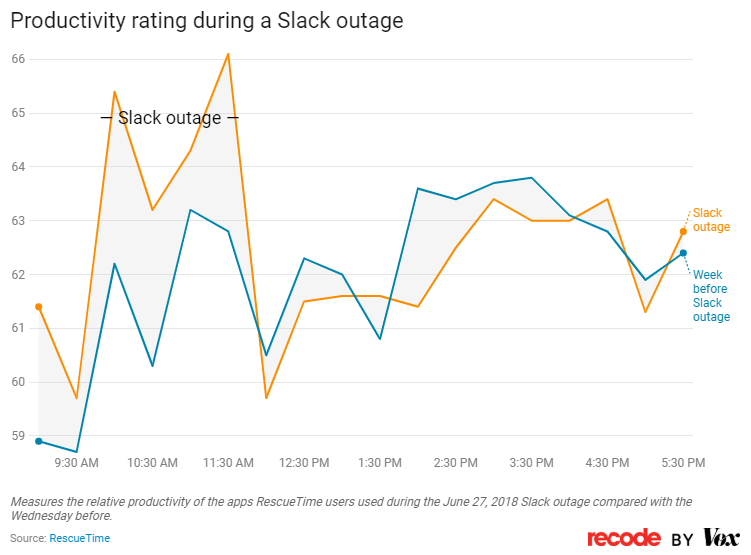 Productivity rating during a Slack outage
66
65
64
63
62
61
60
59
— Slack outage —
Slack
outage
Week
before
Slack
outage
9:30 AM 10:30 AM 11:30 AM 12:30 PM 1:30 PM 2:30 PM 3:30 PM 4:30 PM 5:30 PM
Measures the relative productivity of the apps RescueTime users used during the June 27, 2018 Slack outage compared with the
Wednesday before.
Source: RescueTime
recode BY Vox